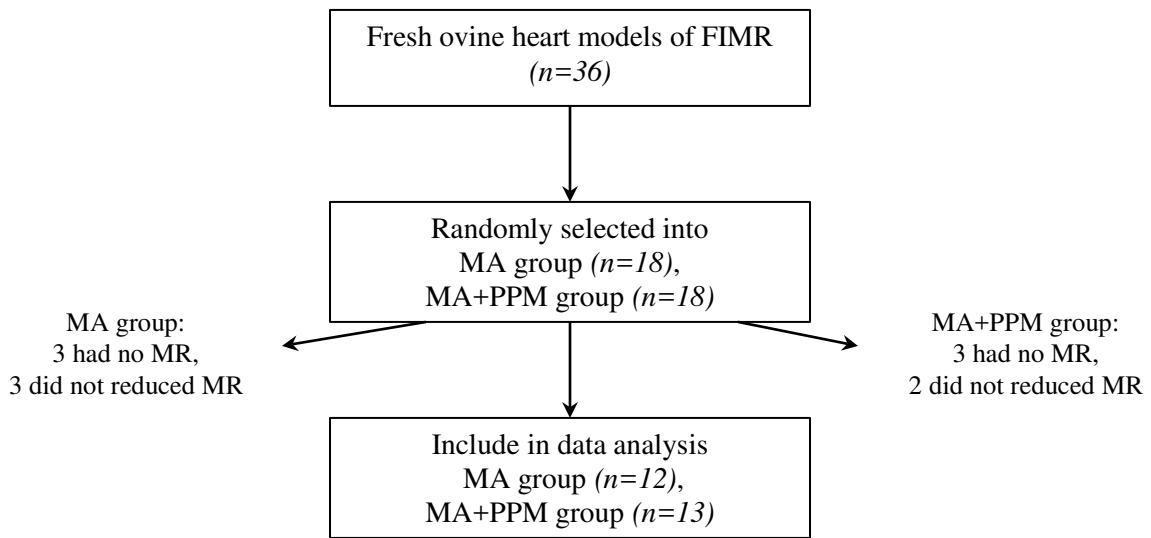 Fresh ovine heart models of FIMR
(n=36)
Randomly selected into
MA group (n=18),
MA+PPM group (n=18)
MA group:
3 had no MR,
3 did not reduced MR
MA+PPM group:
3 had no MR,
2 did not reduced MR
Include in data analysis
MA group (n=12),
MA+PPM group (n=13)